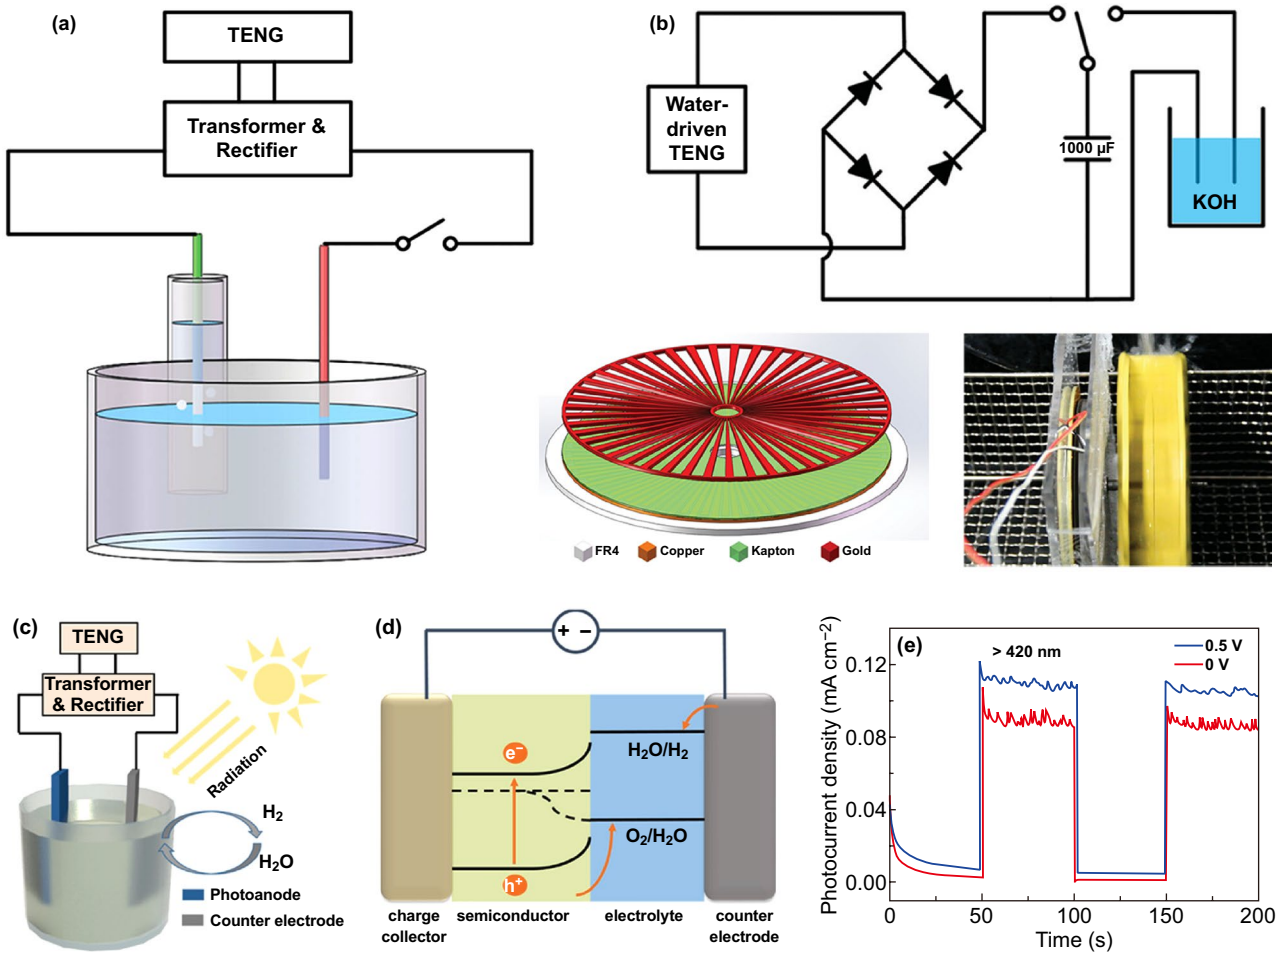 (a)
TENG
Transformer &
Rectifier
(b)
Water-
driven
TENG
1000 µF
KOH
FR4
Copper
Kapton
Gold
(c)
TENG
Transformer
& Rectifier
Radiation
H₂
H₂O
Photoanode
Counter electrode
(d)
+ −
e⁻
H₂O/H₂
O₂/H₂O
h⁺
charge
collector
semiconductor
electrolyte
counter
electrode
(e)
> 420 nm
0.5 V
0 V
Photocurrent density (mA cm⁻²)
0.12
0.08
0.04
0.00
0
50
100
150
200
Time (s)